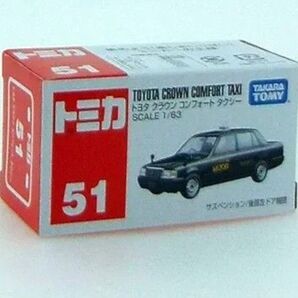 トミカ
51
TOYOTA CROWN COMFORT TAXI
トヨタ クラウン コンフォート タクシー
SCALE 1/63
TAKARA
TOMY
51
サスペンション/後部左ドア開閉
トミカ
51